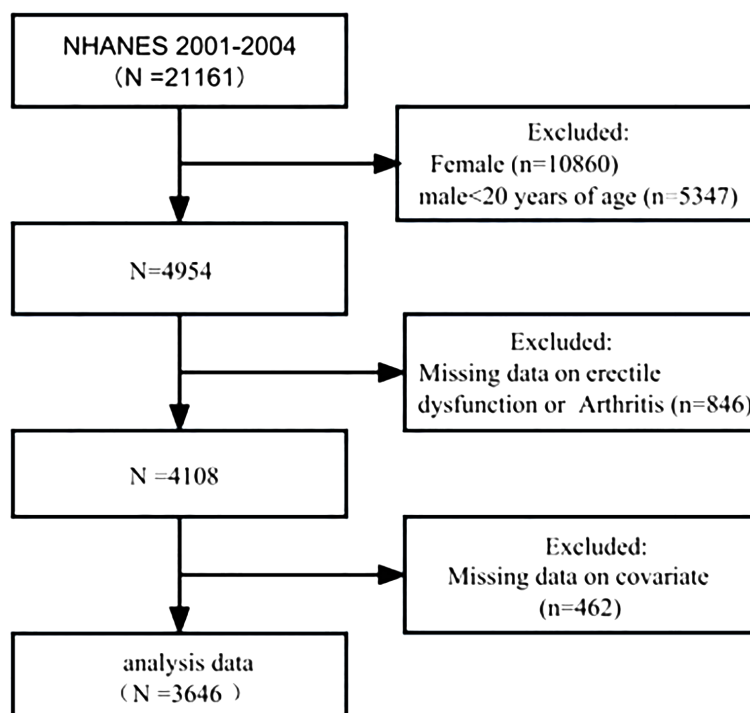 NHANES 2001-2004
（N =21161）
Excluded:
Female (n=10860)
male<20 years of age (n=5347)
N=4954
Excluded:
Missing data on erectile
dysfunction or Arthritis (n=846)
N =4108
Excluded:
Missing data on covariate
(n=462)
analysis data
（N =3646 ）